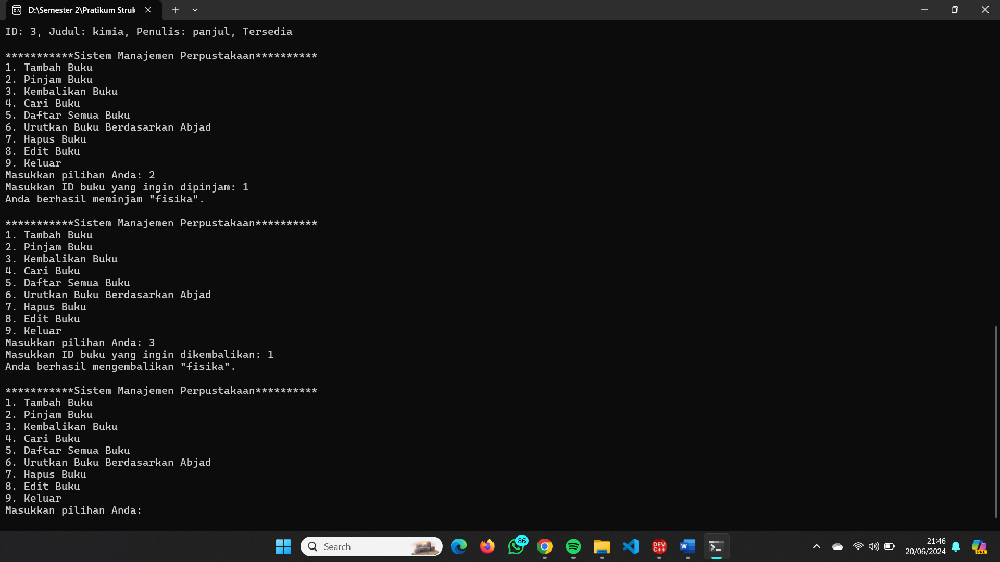 D:\Semester 2\Pratikum Struk
ID: 3, Judul: kimia, Penulis: panjul, Tersedia
***********Sistem Manajemen Perpustakaan**********
1. Tambah Buku
2. Pinjam Buku
3. Kembalikan Buku
4. Cari Buku
5. Daftar Semua Buku
6. Urutkan Buku Berdasarkan Abjad
7. Hapus Buku
8. Edit Buku
9. Keluar
Masukkan pilihan Anda: 2
Masukkan ID buku yang ingin dipinjam: 1
Anda berhasil meminjam "fisika".
***********Sistem Manajemen Perpustakaan**********
1. Tambah Buku
2. Pinjam Buku
3. Kembalikan Buku
4. Cari Buku
5. Daftar Semua Buku
6. Urutkan Buku Berdasarkan Abjad
7. Hapus Buku
8. Edit Buku
9. Keluar
Masukkan pilihan Anda: 3
Masukkan ID buku yang ingin dikembalikan: 1
Anda berhasil mengembalikan "fisika".
***********Sistem Manajemen Perpustakaan**********
1. Tambah Buku
2. Pinjam Buku
3. Kembalikan Buku
4. Cari Buku
5. Daftar Semua Buku
6. Urutkan Buku Berdasarkan Abjad
7. Hapus Buku
8. Edit Buku
9. Keluar
Masukkan pilihan Anda:
Search
86
DEV
C++
W
21:46
20/06/2024
PRE